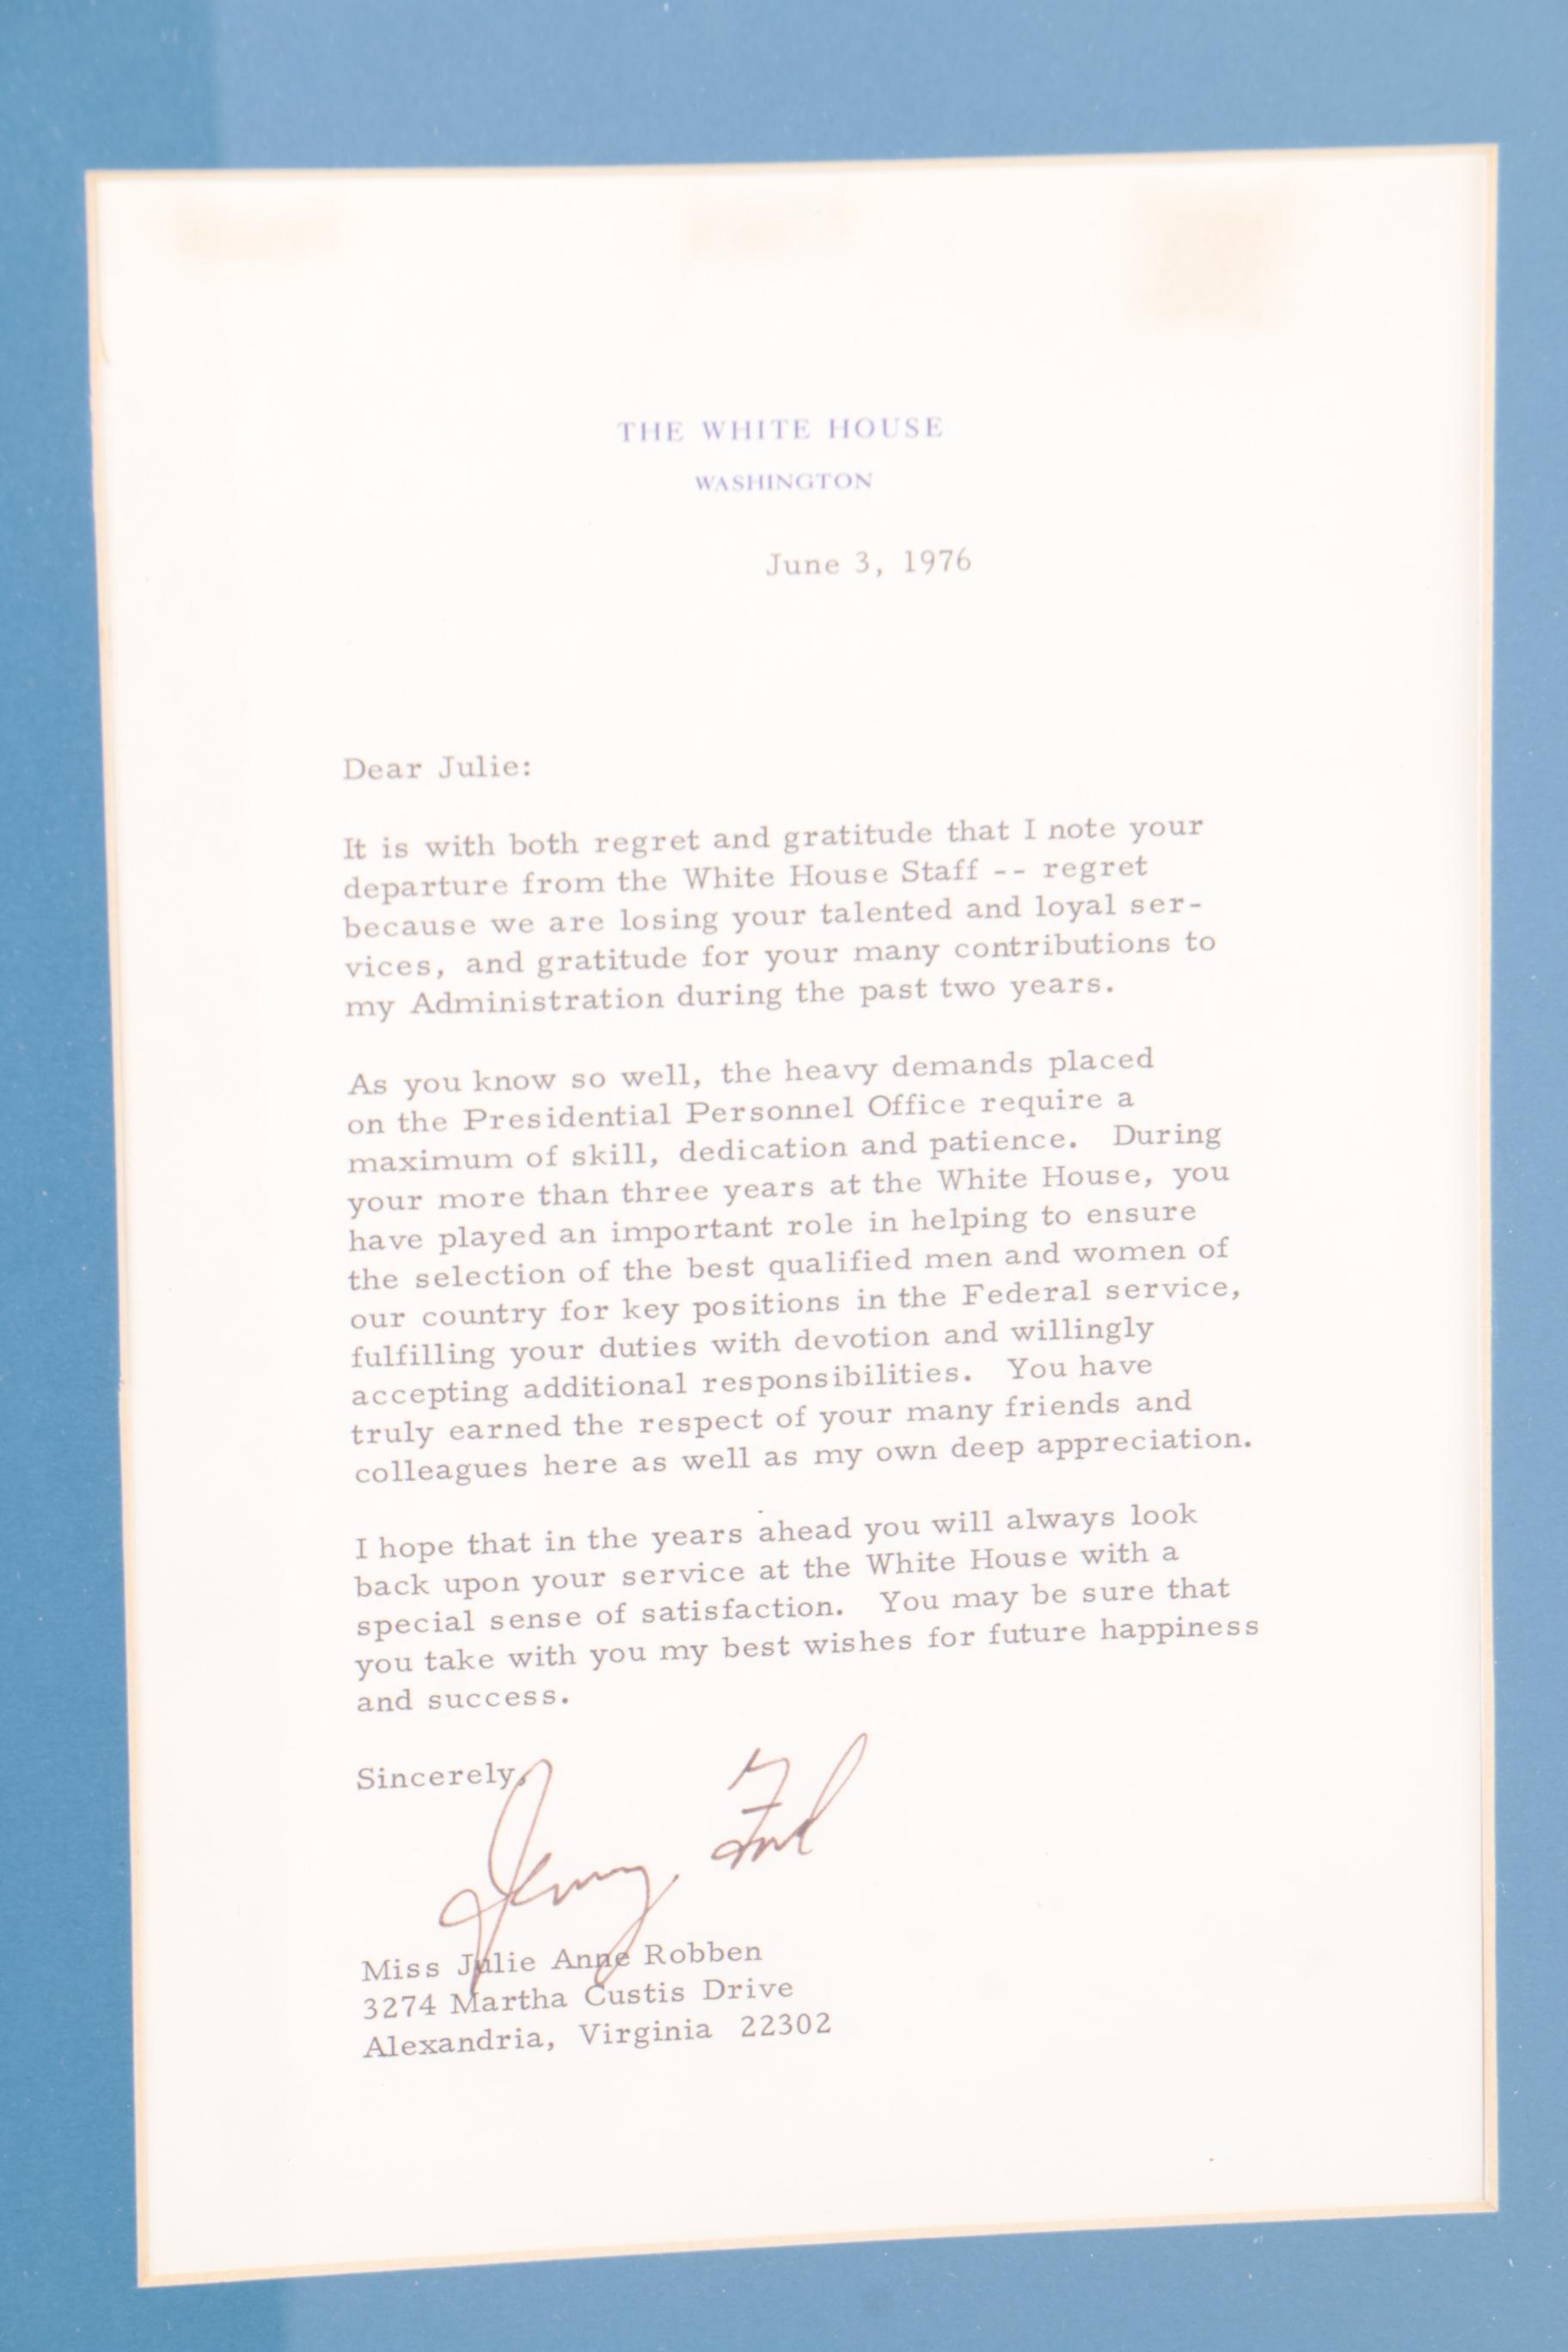 THE WHITE HOUSE
WASHINGTON
June 3, 1976
Dear Julie:
It is with both regret and gratitude that I note your
departure from the White House Staff -- regret
because we are losing your talented and loyal ser-
vices, and gratitude for your many contributions to
my Administration during the past two years.
As you know so well, the heavy demands placed
on the Presidential Personnel Office require a
maximum of skill, dedication and patience. During
your more than three years at the White House, you
have played an important role in helping to ensure
the selection of the best qualified men and women of
our country for key positions in the Federal service,
fulfilling your duties with devotion and willingly
accepting additional responsibilities. You have
truly earned the respect of your many friends and
colleagues here as well as my own deep appreciation.
I hope that in the years ahead you will always look
back upon your service at the White House with a
special sense of satisfaction. You may be sure that
you take with you my best wishes for future happiness
and success.
Sincerely,
Jerry Ford
Miss Julie Anne Robben
3274 Martha Custis Drive
Alexandria, Virginia 22302